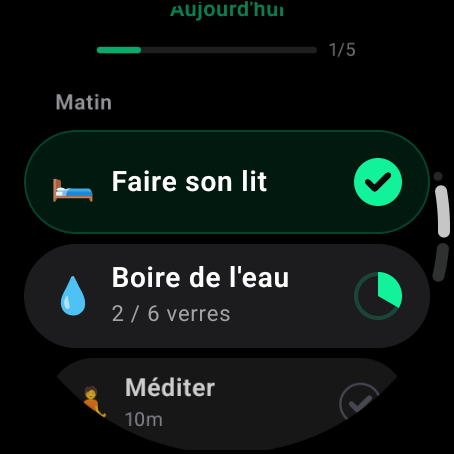 Aujourd'hui
1/5
Matin
Faire son lit
Boire de l'eau
2 / 6 verres
Méditer
10m